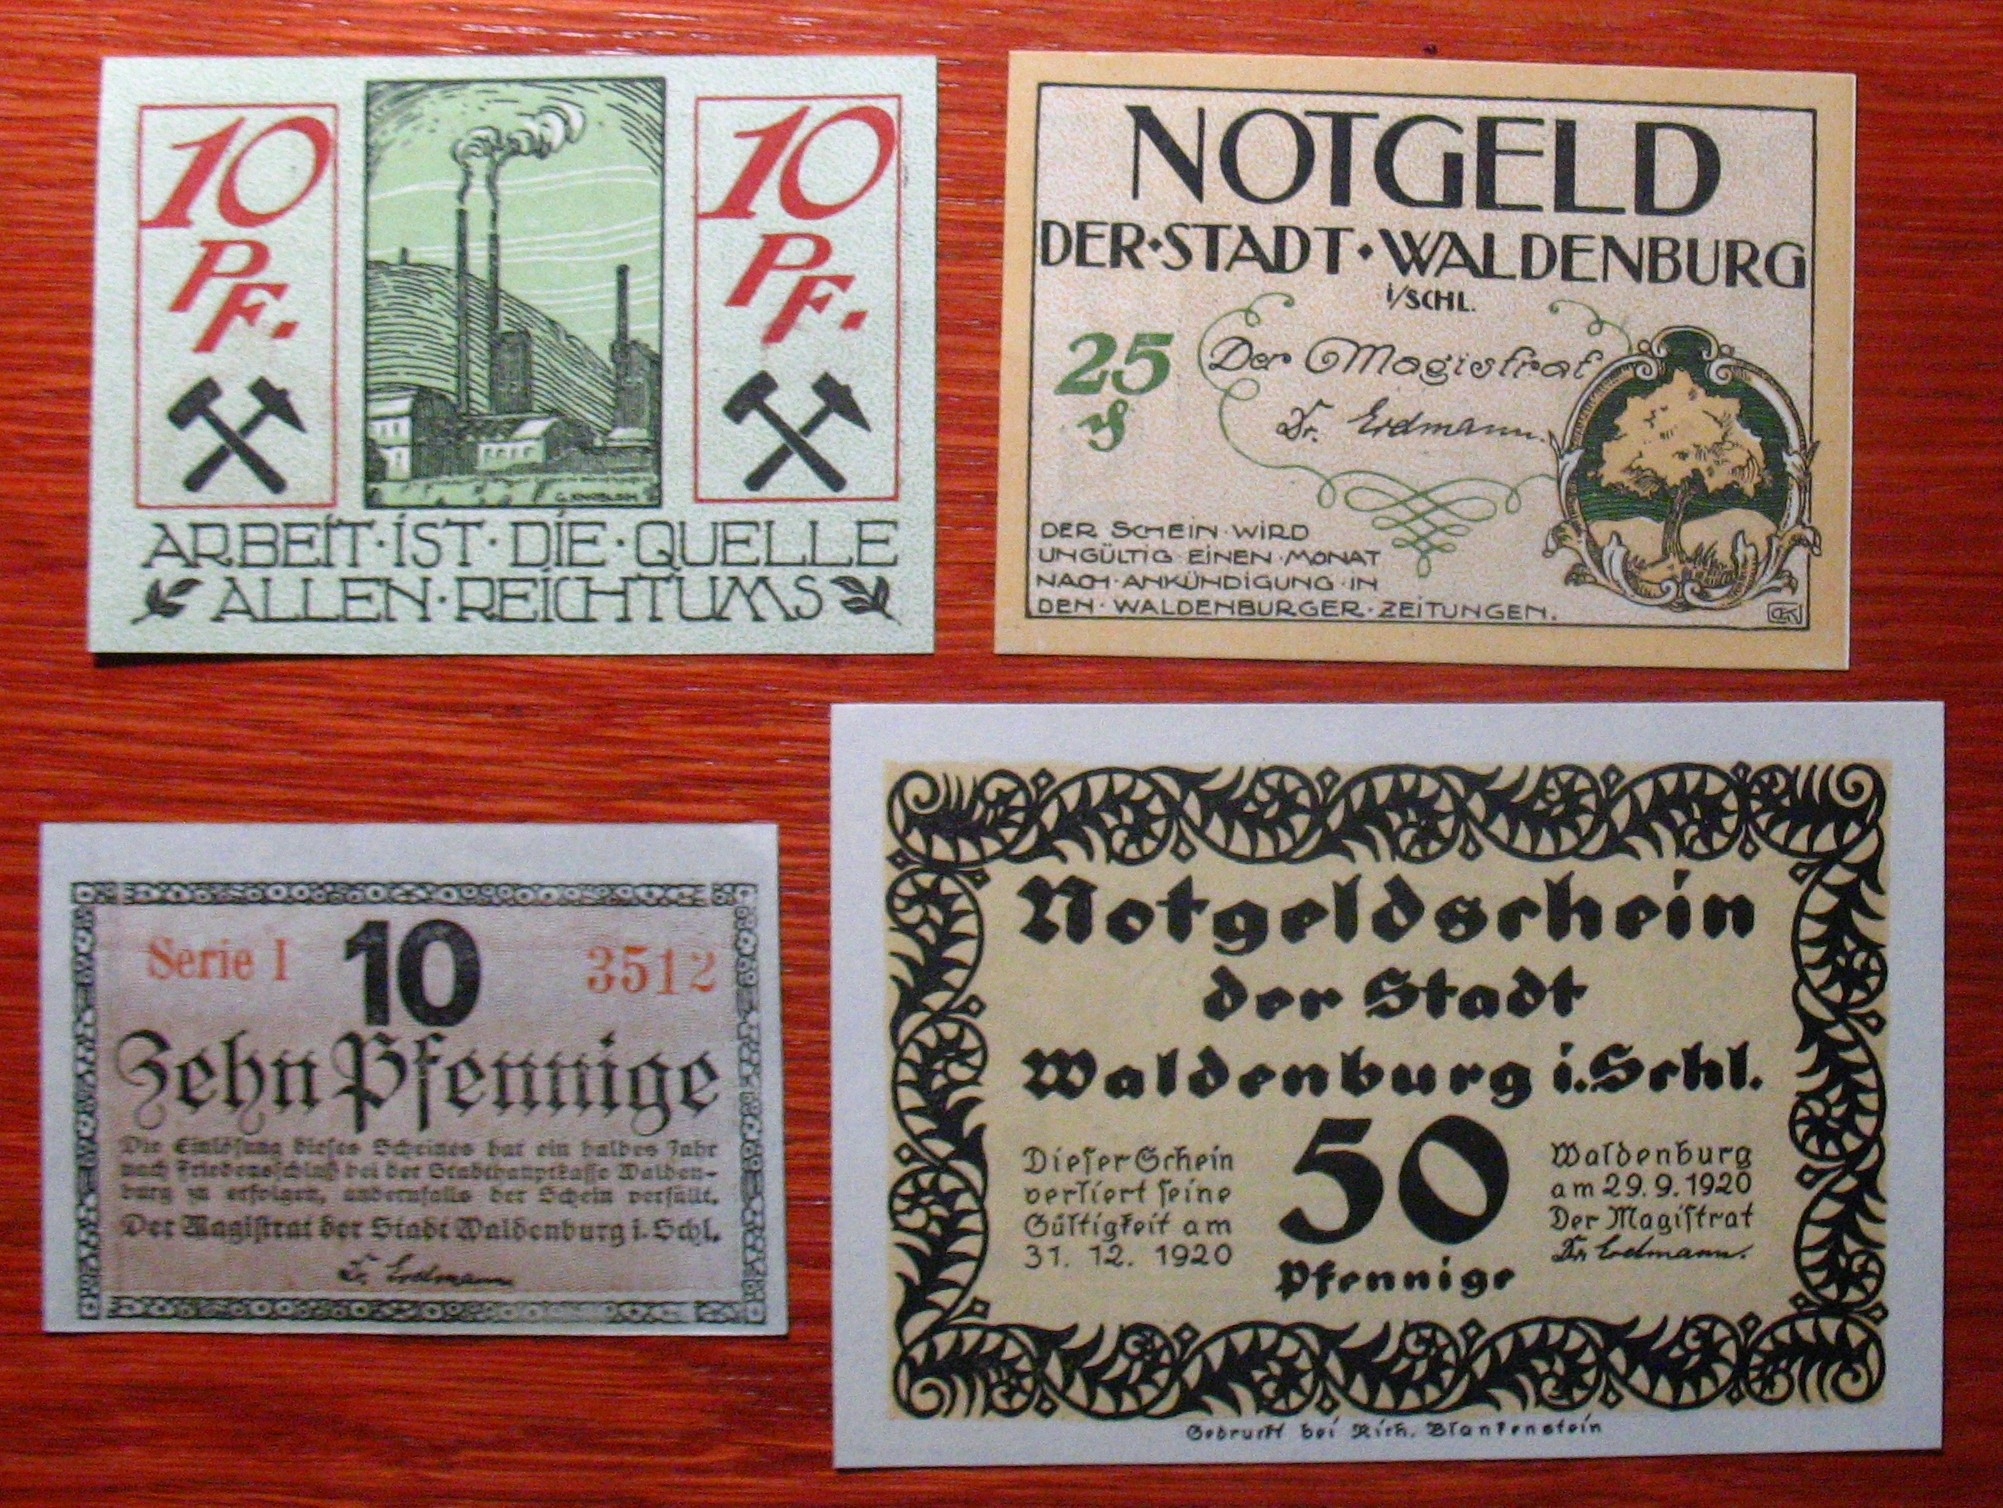 10
PF.
10
PF.
G. KNOBLOCH
ARBEIT·IST·DIE·QUELLE
ALLEN·REICHTUMS
NOTGELD
DER·STADT·WALDENBURG
i/SCHL.
25
₰
Der Magistrat
Dr. Erdmann.
DER SCHEIN·WIRD
UNGÜLTIG·EINEN·MONAT
NACH·ANKÜNDIGUNG·IN
DEN·WALDENBURGER·ZEITUNGEN.
GK
Serie I
10
3512
Zehn Pfennige
Die Einlösung dieses Scheines hat ein halbes Jahr
nach Friedensschluß bei der Stadthauptkasse Walden-
burg zu erfolgen, andernfalls der Schein verfällt.
Der Magistrat der Stadt Waldenburg i. Schl.
Dr. Erdmann
Notgeldschein
der Stadt
Waldenburg i. Schl.
Dieser Schein
verliert seine
Gültigkeit am
31. 12. 1920
50
Pfennige
Waldenburg
am 29. 9. 1920
Der Magistrat
Dr. Erdmann.
Gedruckt bei Rich. Blankenstein